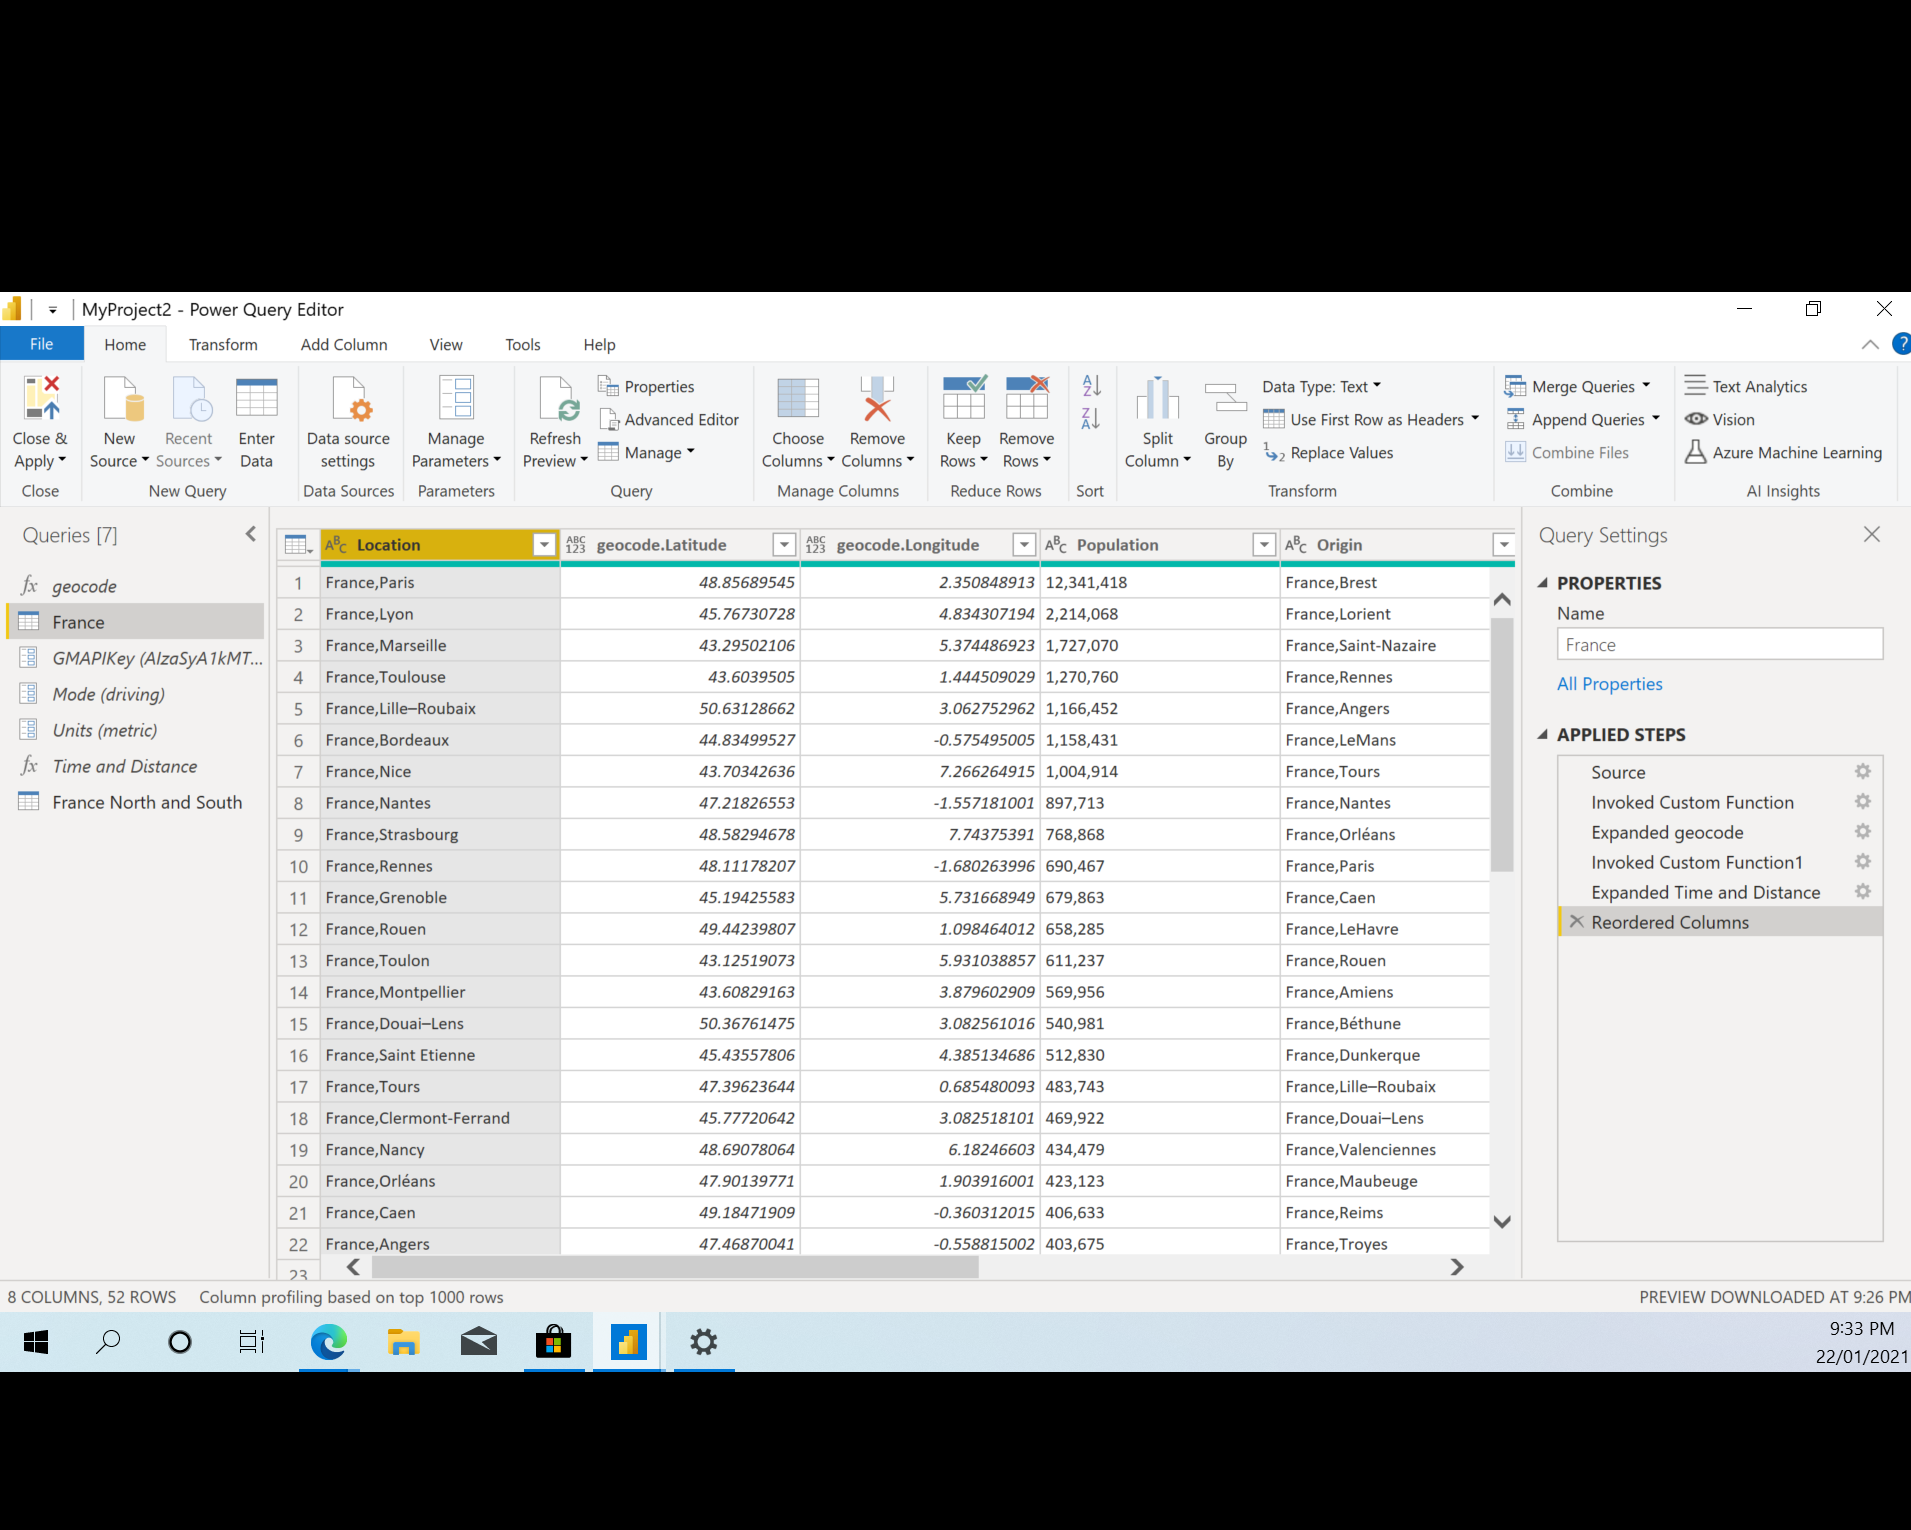 MyProject2 - Power Query Editor
File Home Transform Add Column View Tools Help ?
Close & Apply
New Source
Recent Sources
Enter Data
Data source settings
Manage Parameters
Refresh Preview
Properties
Advanced Editor
Manage
Choose Columns
Remove Columns
Keep Rows
Remove Rows
Split Column
Group By
Data Type: Text
Use First Row as Headers
Replace Values
Merge Queries
Append Queries
Combine Files
Text Analytics
Vision
Azure Machine Learning
Close New Query Data Sources Parameters Query Manage Columns Reduce Rows Sort Transform Combine AI Insights
Queries [7]
geocode
France
GMAPIKey (AIzaSyA1kMT...
Mode (driving)
Units (metric)
Time and Distance
France North and South
Location geocode.Latitude geocode.Longitude Population Origin
1 France,Paris 48.85689545 2.350848913 12,341,418 France,Brest
2 France,Lyon 45.76730728 4.834307194 2,214,068 France,Lorient
3 France,Marseille 43.29502106 5.374486923 1,727,070 France,Saint-Nazaire
4 France,Toulouse 43.6039505 1.444509029 1,270,760 France,Rennes
5 France,Lille–Roubaix 50.63128662 3.062752962 1,166,452 France,Angers
6 France,Bordeaux 44.83499527 -0.575495005 1,158,431 France,LeMans
7 France,Nice 43.70342636 7.266264915 1,004,914 France,Tours
8 France,Nantes 47.21826553 -1.557181001 897,713 France,Nantes
9 France,Strasbourg 48.58294678 7.74375391 768,868 France,Orléans
10 France,Rennes 48.11178207 -1.680263996 690,467 France,Paris
11 France,Grenoble 45.19425583 5.731668949 679,863 France,Caen
12 France,Rouen 49.44239807 1.098464012 658,285 France,LeHavre
13 France,Toulon 43.12519073 5.931038857 611,237 France,Rouen
14 France,Montpellier 43.60829163 3.879602909 569,956 France,Amiens
15 France,Douai–Lens 50.36761475 3.082561016 540,981 France,Béthune
16 France,Saint Etienne 45.43557806 4.385134686 512,830 France,Dunkerque
17 France,Tours 47.39623644 0.685480093 483,743 France,Lille–Roubaix
18 France,Clermont-Ferrand 45.77720642 3.082518101 469,922 France,Douai–Lens
19 France,Nancy 48.69078064 6.18246603 434,479 France,Valenciennes
20 France,Orléans 47.90139771 1.903916001 423,123 France,Maubeuge
21 France,Caen 49.18471909 -0.360312015 406,633 France,Reims
22 France,Angers 47.46870041 -0.558815002 403,675 France,Troyes
23
Query Settings
PROPERTIES
Name
France
All Properties
APPLIED STEPS
Source
Invoked Custom Function
Expanded geocode
Invoked Custom Function1
Expanded Time and Distance
Reordered Columns
8 COLUMNS, 52 ROWS Column profiling based on top 1000 rows
PREVIEW DOWNLOADED AT 9:26 PM
9:33 PM
22/01/2021